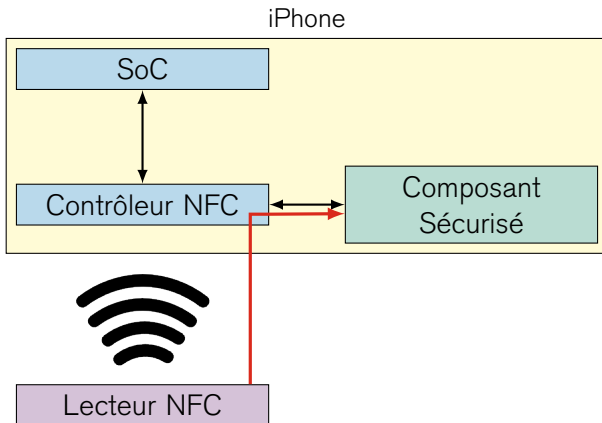 iPhone
SoC
Contrôleur NFC
Composant
Sécurisé
Lecteur NFC